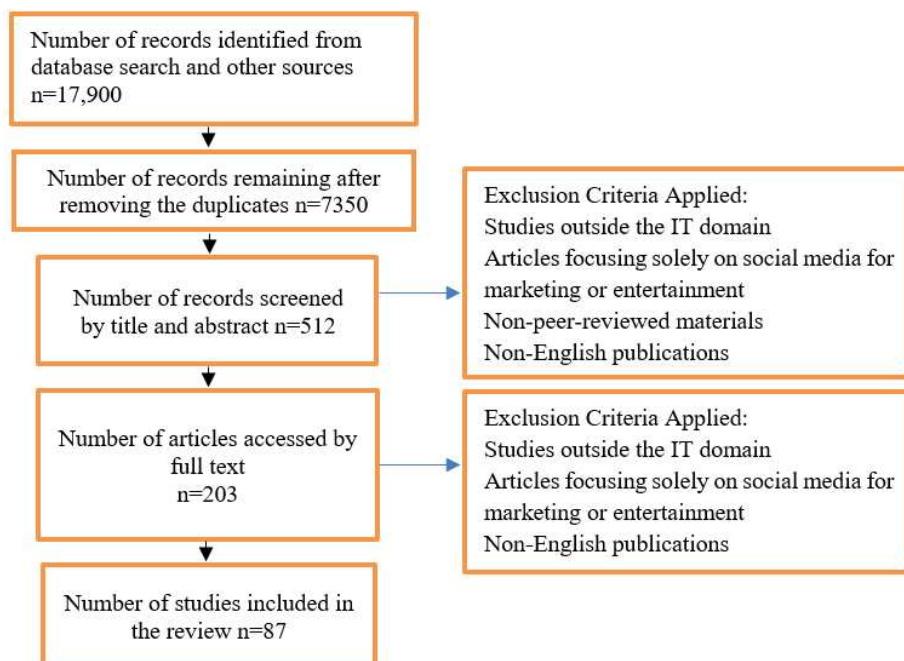 Number of records identified from
database search and other sources
n=17,900
Number of records remaining after
removing the duplicates n=7350
Number of records screened
by title and abstract n=512
Exclusion Criteria Applied:
Studies outside the IT domain
Articles focusing solely on social media for
marketing or entertainment
Non-peer-reviewed materials
Non-English publications
Number of articles accessed by
full text
n=203
Exclusion Criteria Applied:
Studies outside the IT domain
Articles focusing solely on social media for
marketing or entertainment
Non-English publications
Number of studies included in
the review n=87